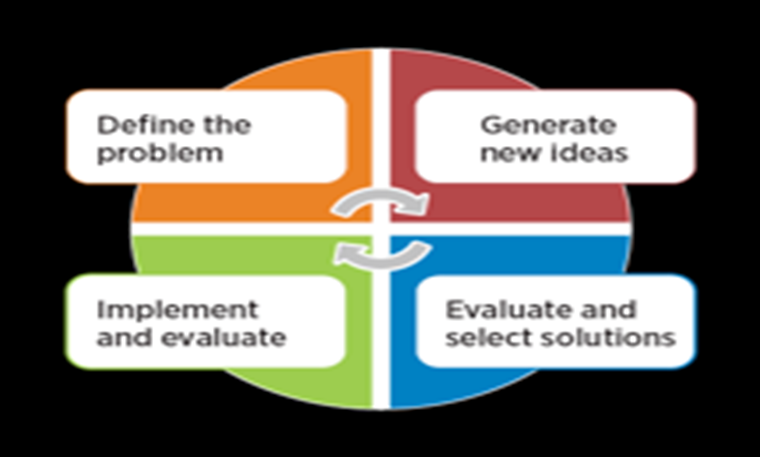 Define the
problem
Generate
new ideas
Implement
and evaluate
Evaluate and
select solutions